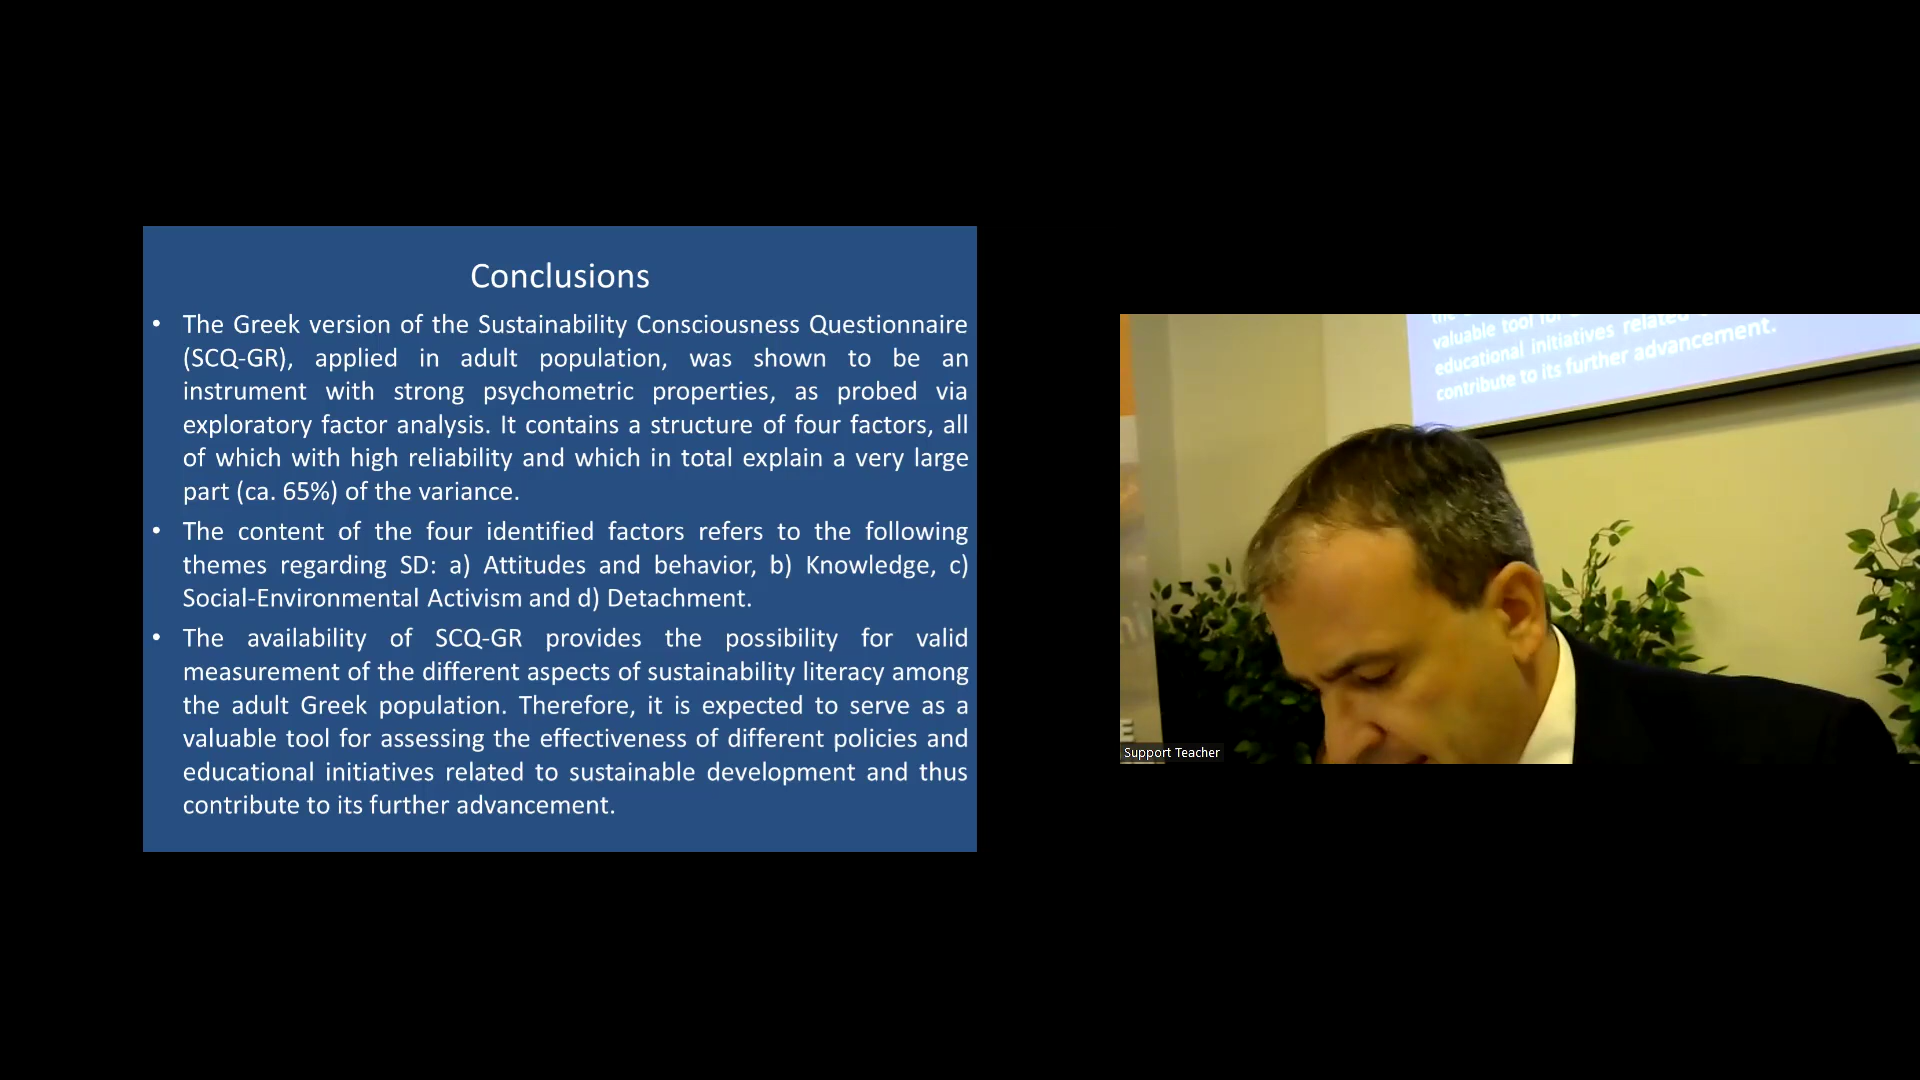 Conclusions
• The Greek version of the Sustainability Consciousness Questionnaire
(SCQ-GR), applied in adult population, was shown to be an
instrument with strong psychometric properties, as probed via
exploratory factor analysis. It contains a structure of four factors, all
of which with high reliability and which in total explain a very large
part (ca. 65%) of the variance.
• The content of the four identified factors refers to the following
themes regarding SD: a) Attitudes and behavior, b) Knowledge, c)
Social-Environmental Activism and d) Detachment.
• The availability of SCQ-GR provides the possibility for valid
measurement of the different aspects of sustainability literacy among
the adult Greek population. Therefore, it is expected to serve as a
valuable tool for assessing the effectiveness of different policies and
educational initiatives related to sustainable development and thus
contribute to its further advancement.
valuable tool for
educational initiatives related
contribute to its further advancement.
Support Teacher